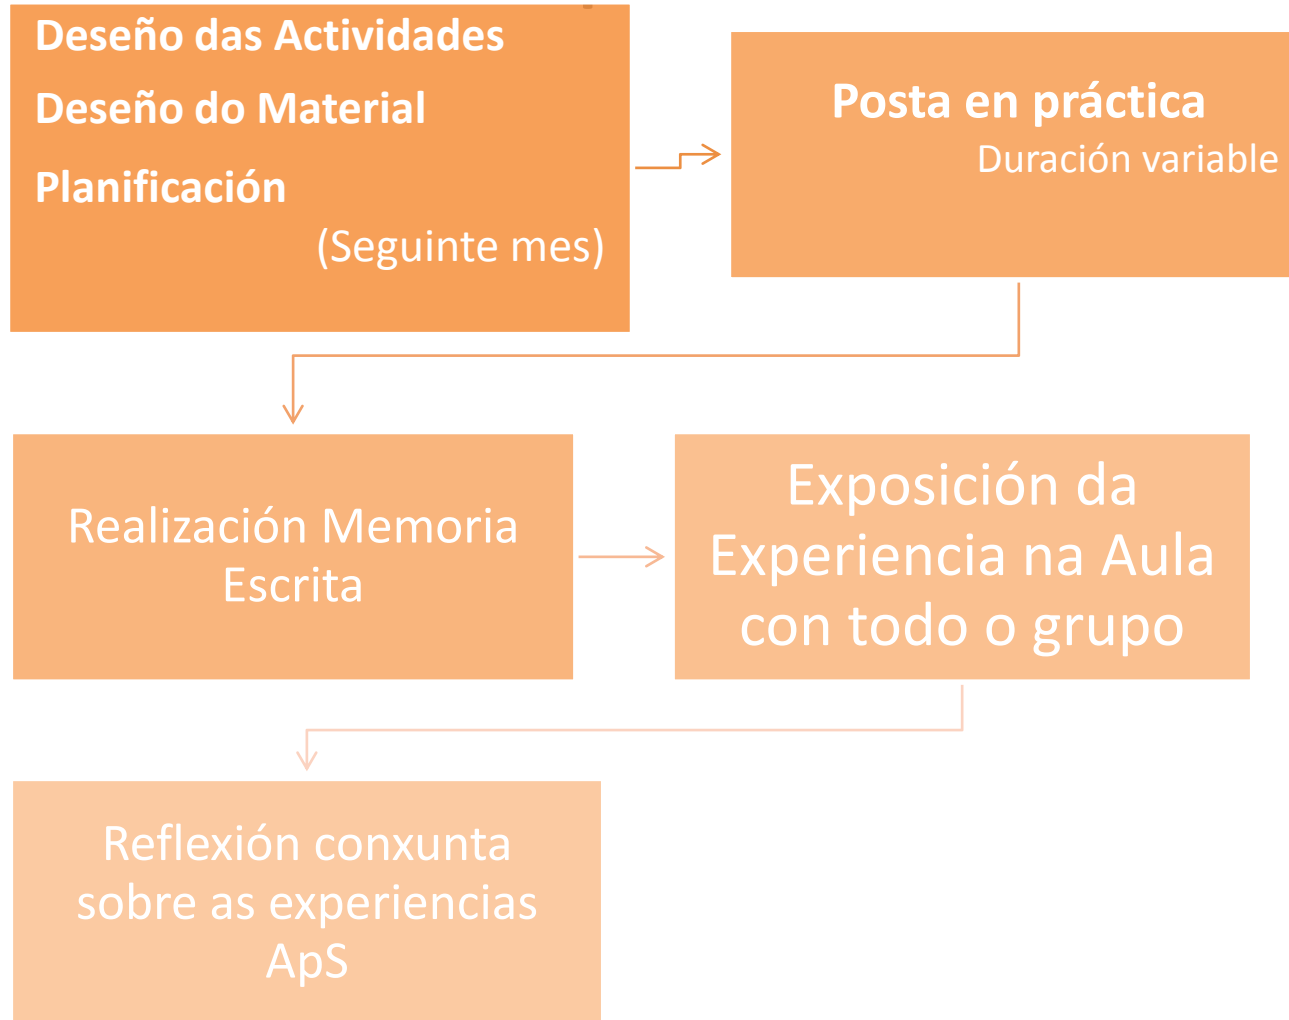 Deseño das Actividades
Deseño do Material
Planificación
(Seguinte mes)
Posta en práctica
Duración variable
Realización Memoria
Escrita
Exposición da
Experiencia na Aula
con todo o grupo
Reflexión conxunta
sobre as experiencias
ApS